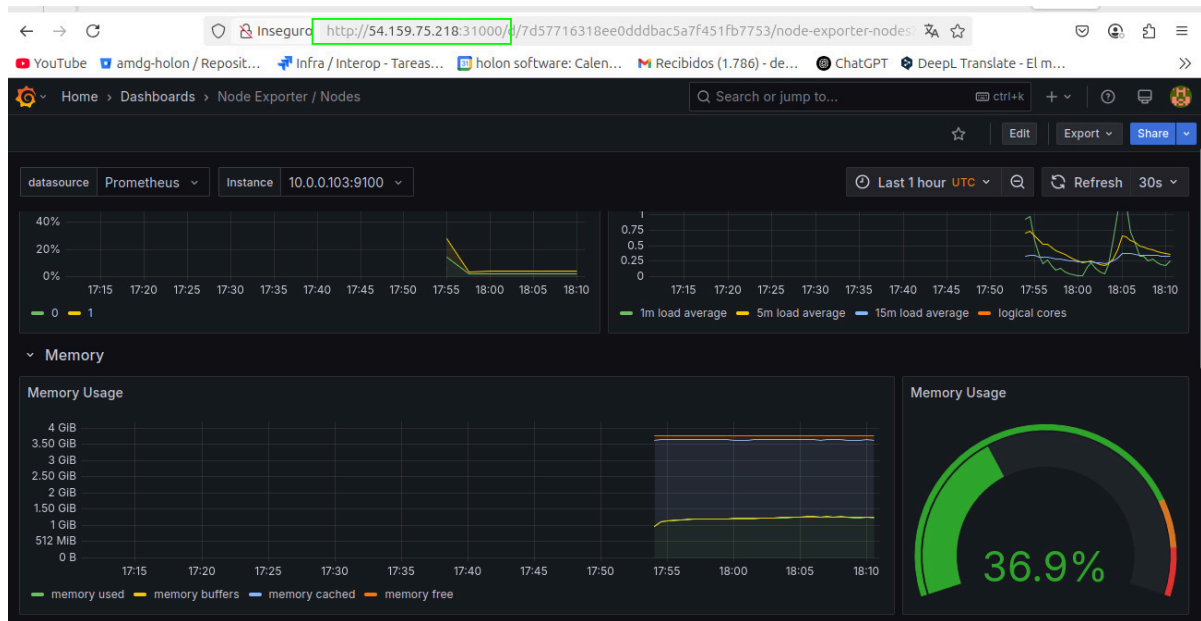 Inseguro http://54.159.75.218:31000/d/7d57716318ee0dddbac5a7f451fb7753/node-exporter-nodes?
YouTube amdg-holon / Reposit... Infra / Interop - Tareas... holon software: Calen... Recibidos (1.786) - de... ChatGPT DeepL Translate - El m...
Home › Dashboards › Node Exporter / Nodes Search or jump to... ctrl+k
Edit Export Share
datasource Prometheus Instance 10.0.0.103:9100 Last 1 hour UTC Refresh 30s
40%
20%
0%
17:15 17:20 17:25 17:30 17:35 17:40 17:45 17:50 17:55 18:00 18:05 18:10
0 1
1
0.75
0.5
0.25
0
17:15 17:20 17:25 17:30 17:35 17:40 17:45 17:50 17:55 18:00 18:05 18:10
1m load average 5m load average 15m load average logical cores
Memory
Memory Usage
4 GiB
3.50 GiB
3 GiB
2.50 GiB
2 GiB
1.50 GiB
1 GiB
512 MiB
0 B
17:15 17:20 17:25 17:30 17:35 17:40 17:45 17:50 17:55 18:00 18:05 18:10
memory used memory buffers memory cached memory free
Memory Usage
36.9%